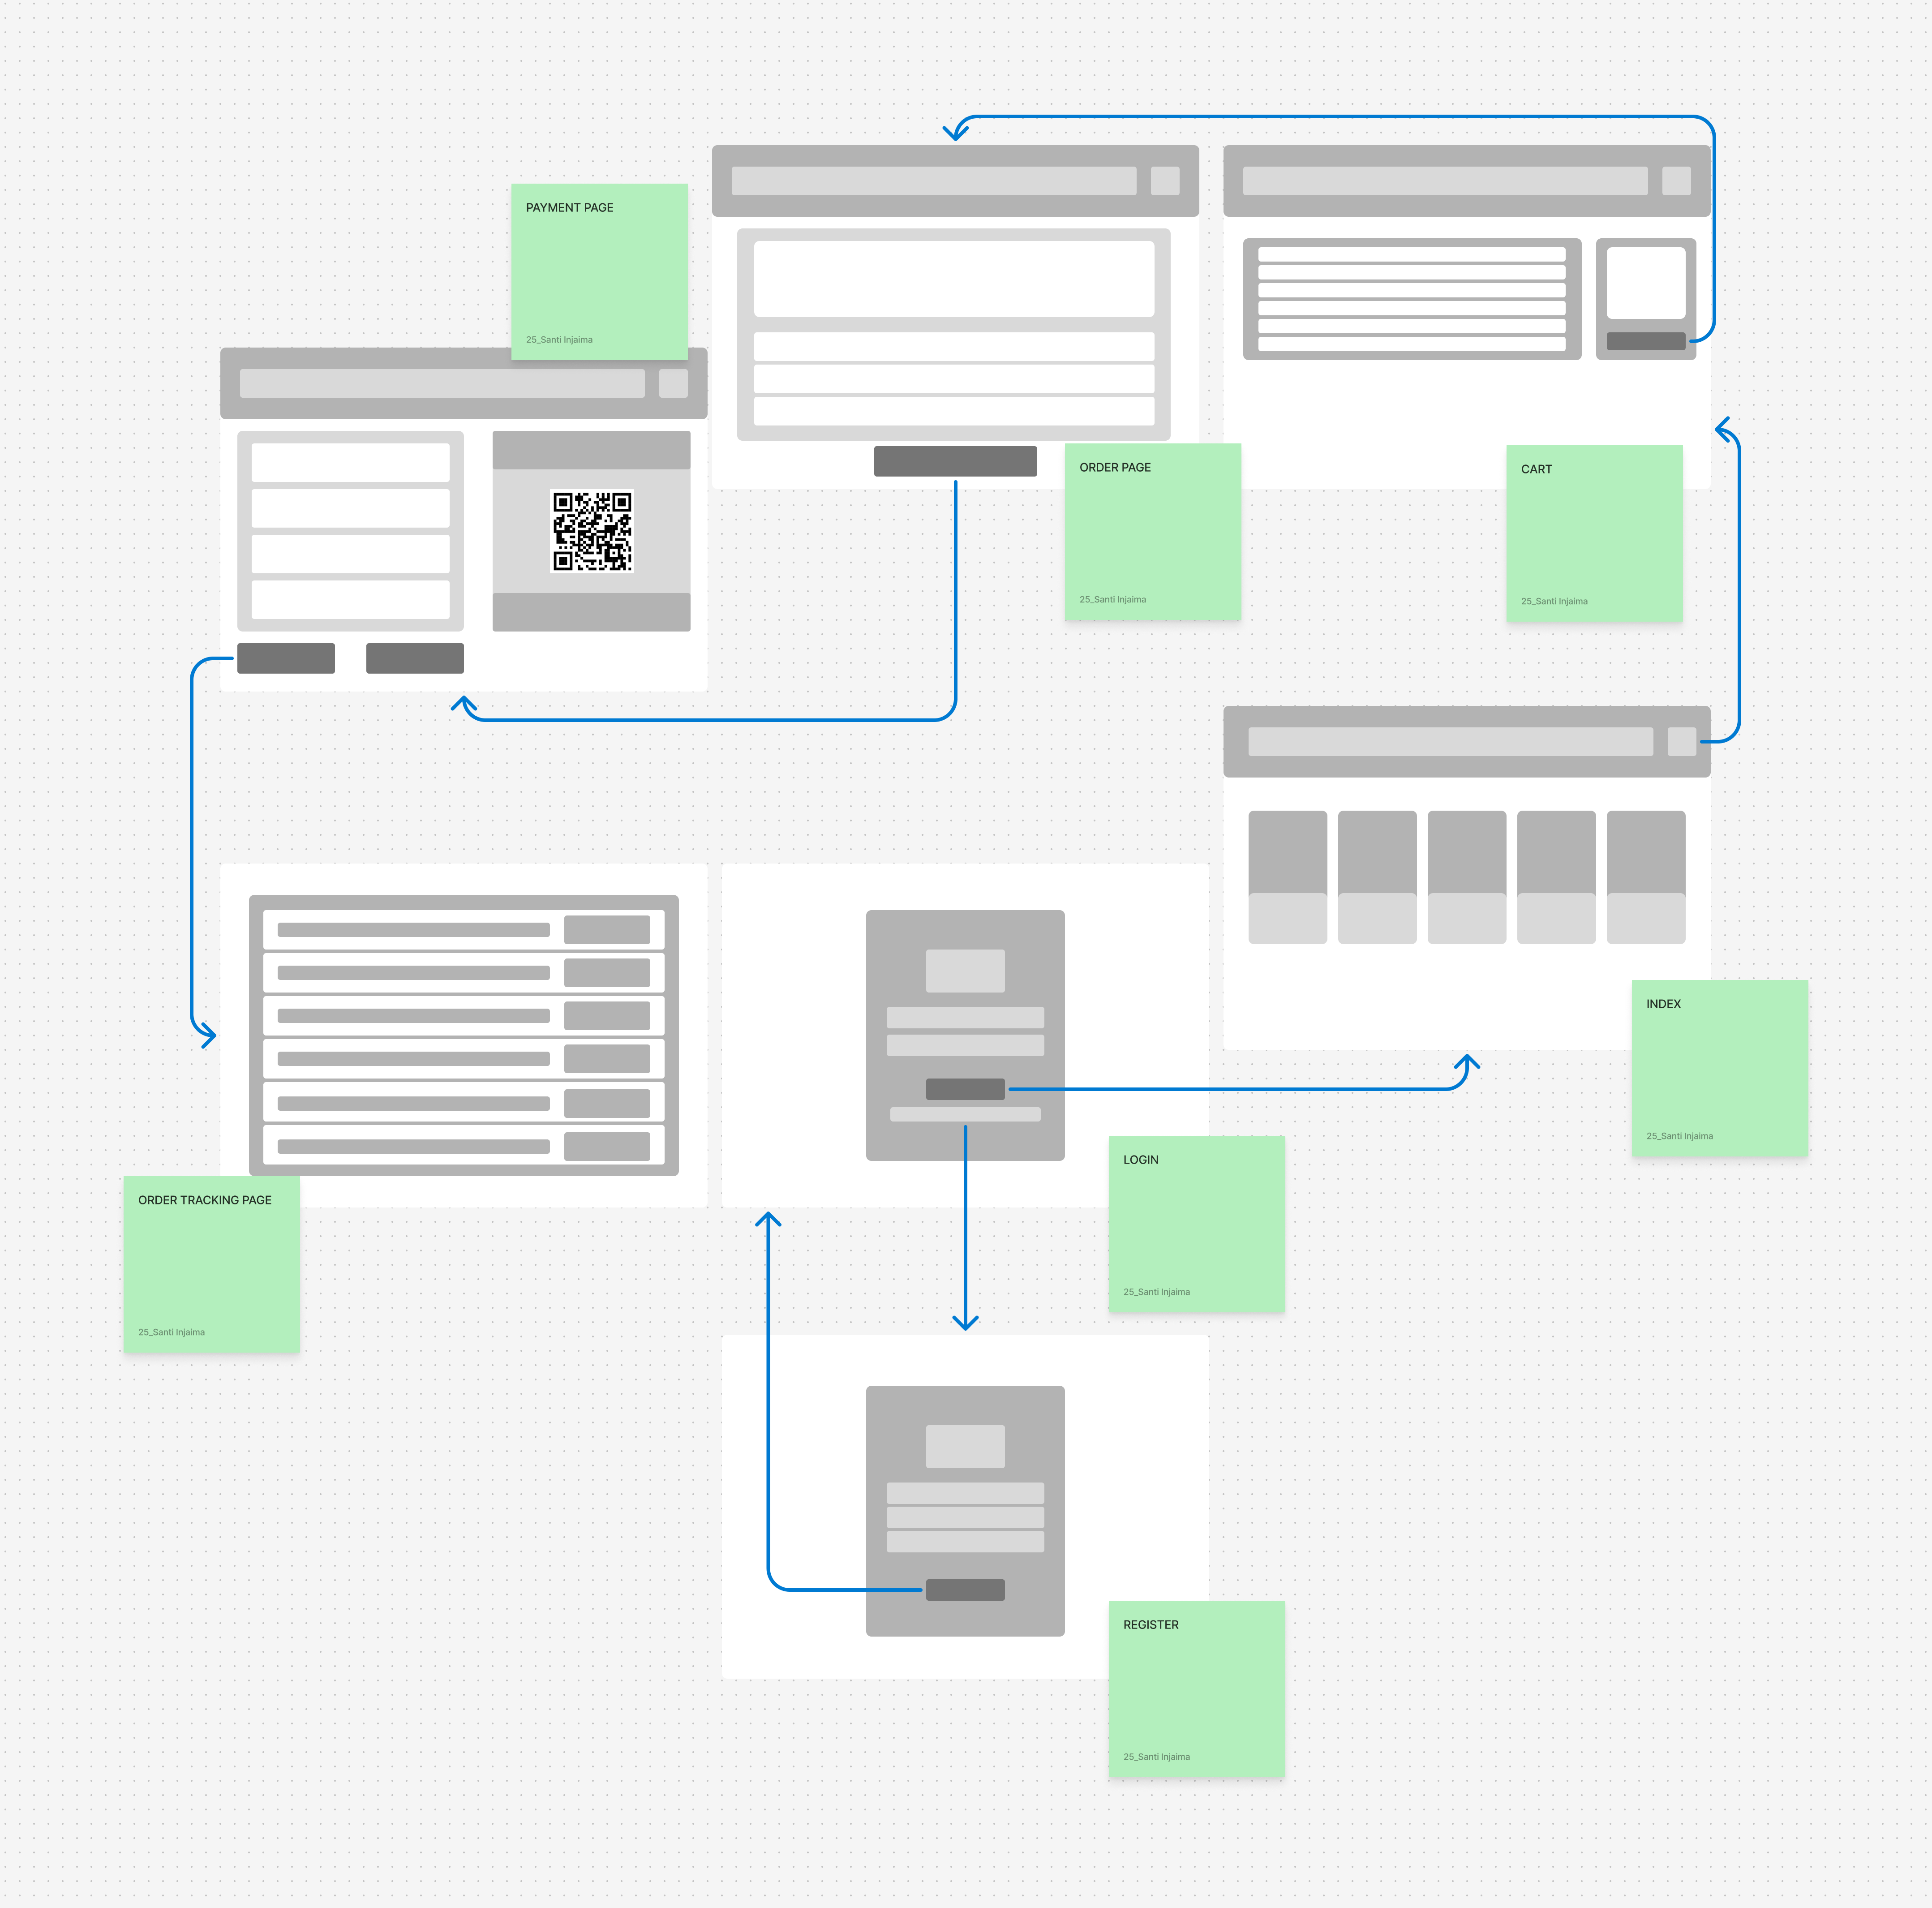 PAYMENT PAGE
25_Santi Injaima
ORDER PAGE
25_Santi Injaima
CART
25_Santi Injaima
INDEX
25_Santi Injaima
LOGIN
25_Santi Injaima
ORDER TRACKING PAGE
25_Santi Injaima
REGISTER
25_Santi Injaima